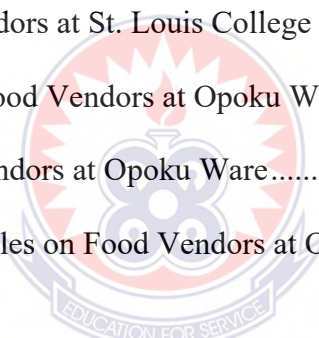 dors at St. Louis College
ood Vendors at Opoku W
ndors at Opoku Ware......
les on Food Vendors at O
EDUCATION FOR SERVICE